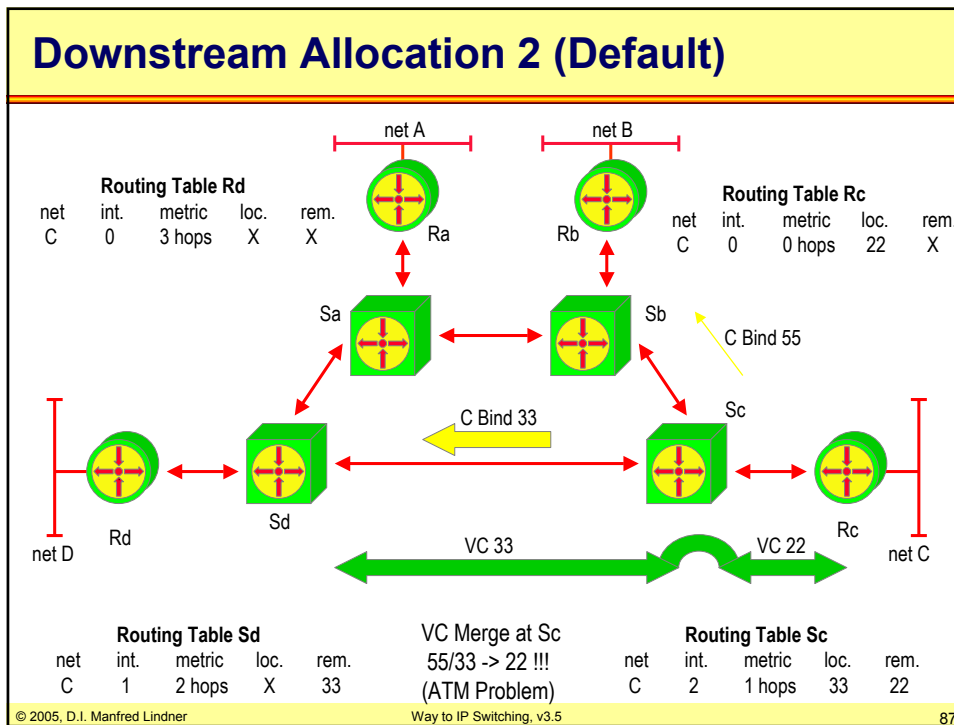 Downstream Allocation 2 (Default)
net A
net B
Routing Table Rd
net int. metric loc. rem.
C 0 3 hops X X
Routing Table Rc
net int. metric loc. rem.
C 0 0 hops 22 X
Ra
Rb
Sa
Sb
C Bind 55
Sc
C Bind 33
Rd
Sd
Rc
net D
net C
VC 33
VC 22
Routing Table Sd
net int. metric loc. rem.
C 1 2 hops X 33
VC Merge at Sc
55/33 -> 22 !!!
(ATM Problem)
Routing Table Sc
net int. metric loc. rem.
C 2 1 hops 33 22
© 2005, D.I. Manfred Lindner
Way to IP Switching, v3.5
87